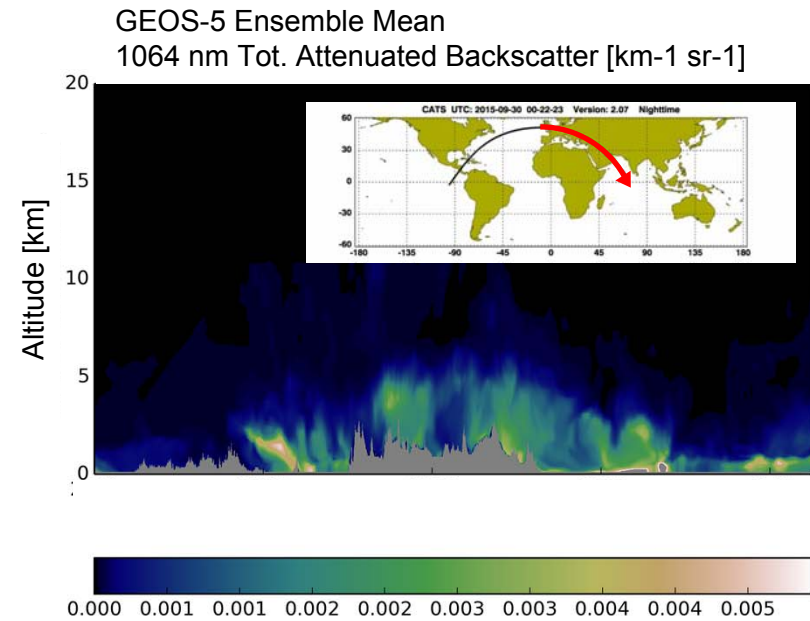 GEOS-5 Ensemble Mean
1064 nm Tot. Attenuated Backscatter [km-1 sr-1]
20
CATS UTC: 2015-09-30 00-22-23 Version: 2.07 Nighttime
60
30
0
-30
-60
-180 -135 -90 -45 0 45 90 135 180
15
10
5
0
Altitude [km]
0.000 0.001 0.001 0.002 0.002 0.003 0.003 0.004 0.004 0.005